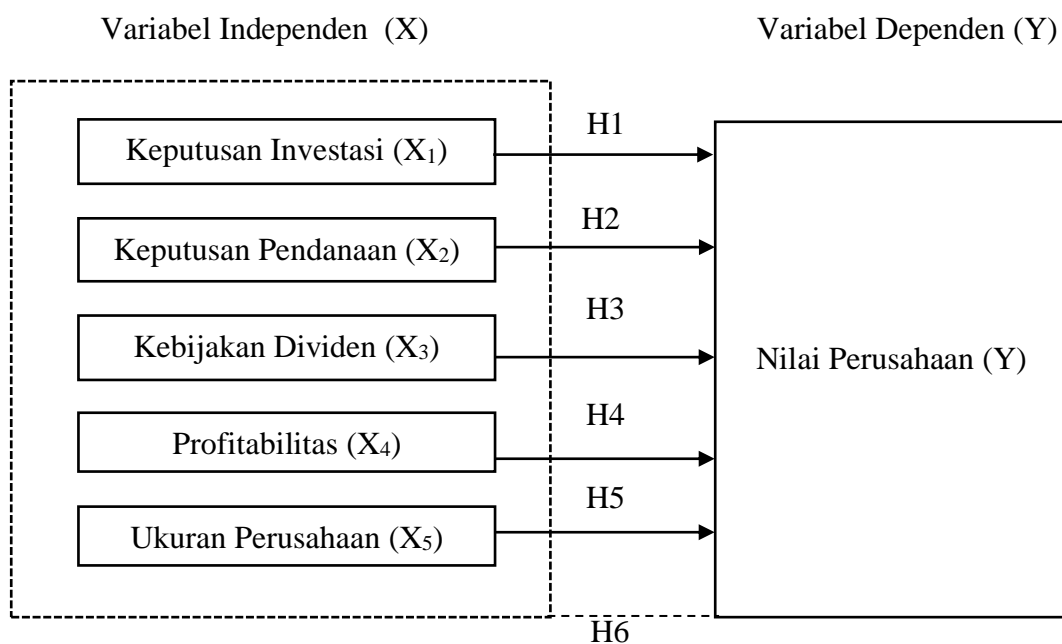 Variabel Independen (X)
Variabel Dependen (Y)
Keputusan Investasi (X₁)
H1
Keputusan Pendanaan (X₂)
H2
Kebijakan Dividen (X₃)
H3
Nilai Perusahaan (Y)
Profitabilitas (X₄)
H4
Ukuran Perusahaan (X₅)
H5
H6